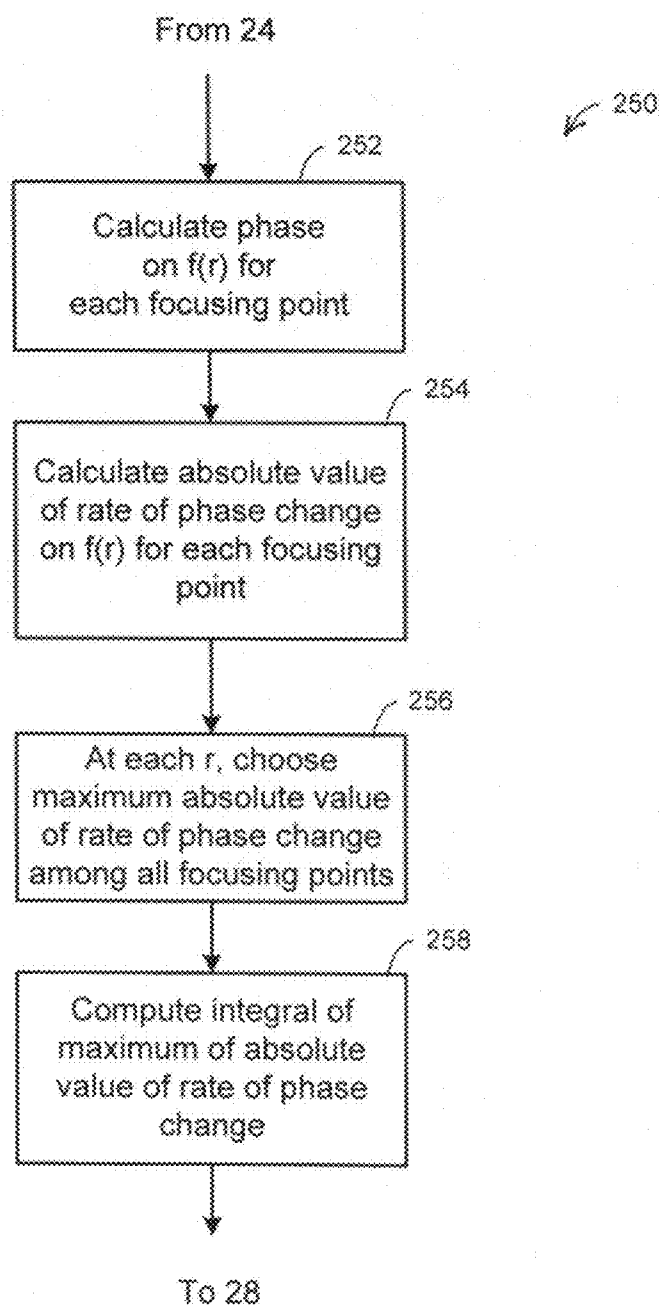 From 24
250
252
Calculate phase
on f(r) for
each focusing point
254
Calculate absolute value
of rate of phase change
on f(r) for each focusing
point
256
At each r, choose
maximum absolute value
of rate of phase change
among all focusing points
258
Compute integral of
maximum of absolute
value of rate of phase
change
To 28